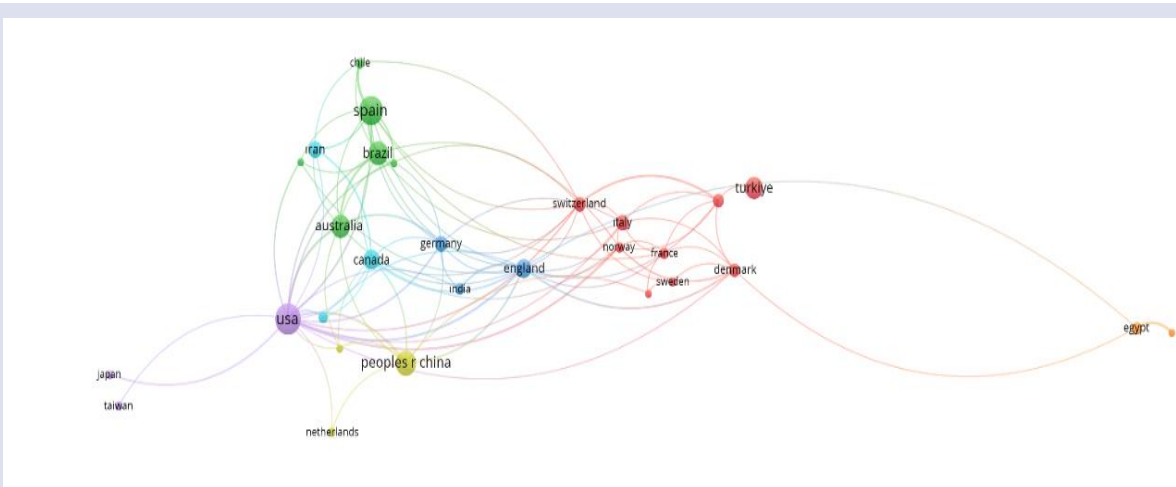 chile
spain
iran
brazil
turkiye
switzerland
italy
australia
germany
norway
france
canada
england
denmark
sweden
india
usa
egypt
peoples r china
japan
taiwan
netherlands